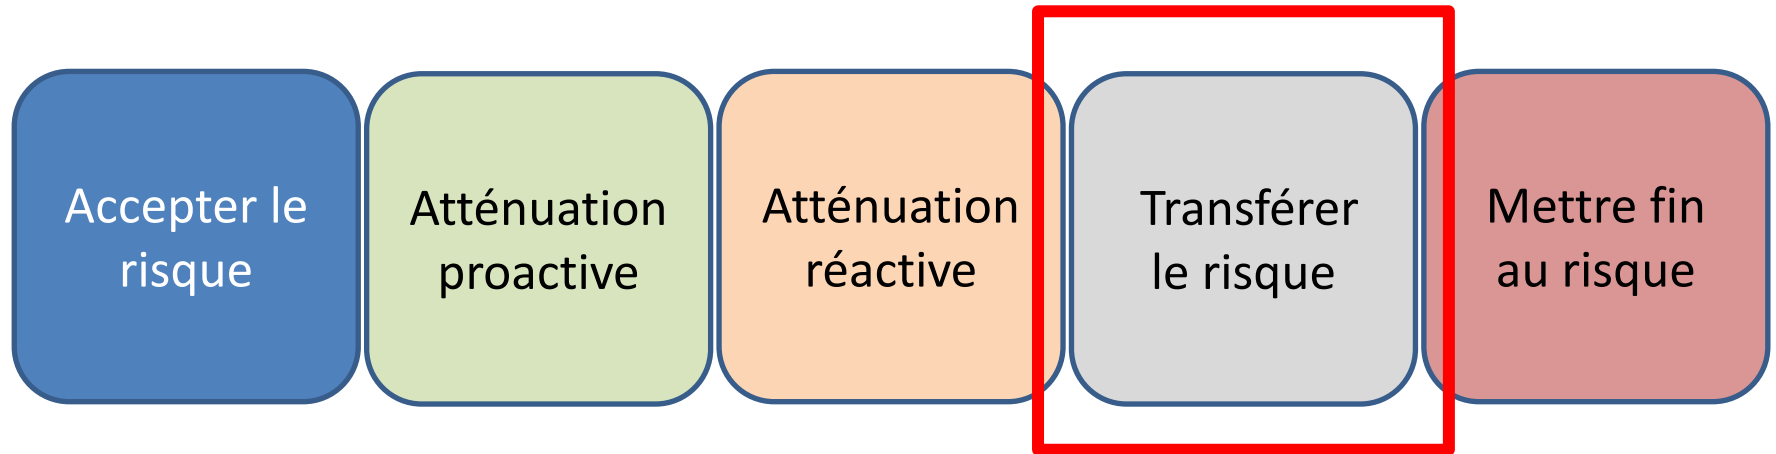 Accepter le
risque
Atténuation
proactive
Atténuation
réactive
Transférer
le risque
Mettre fin
au risque